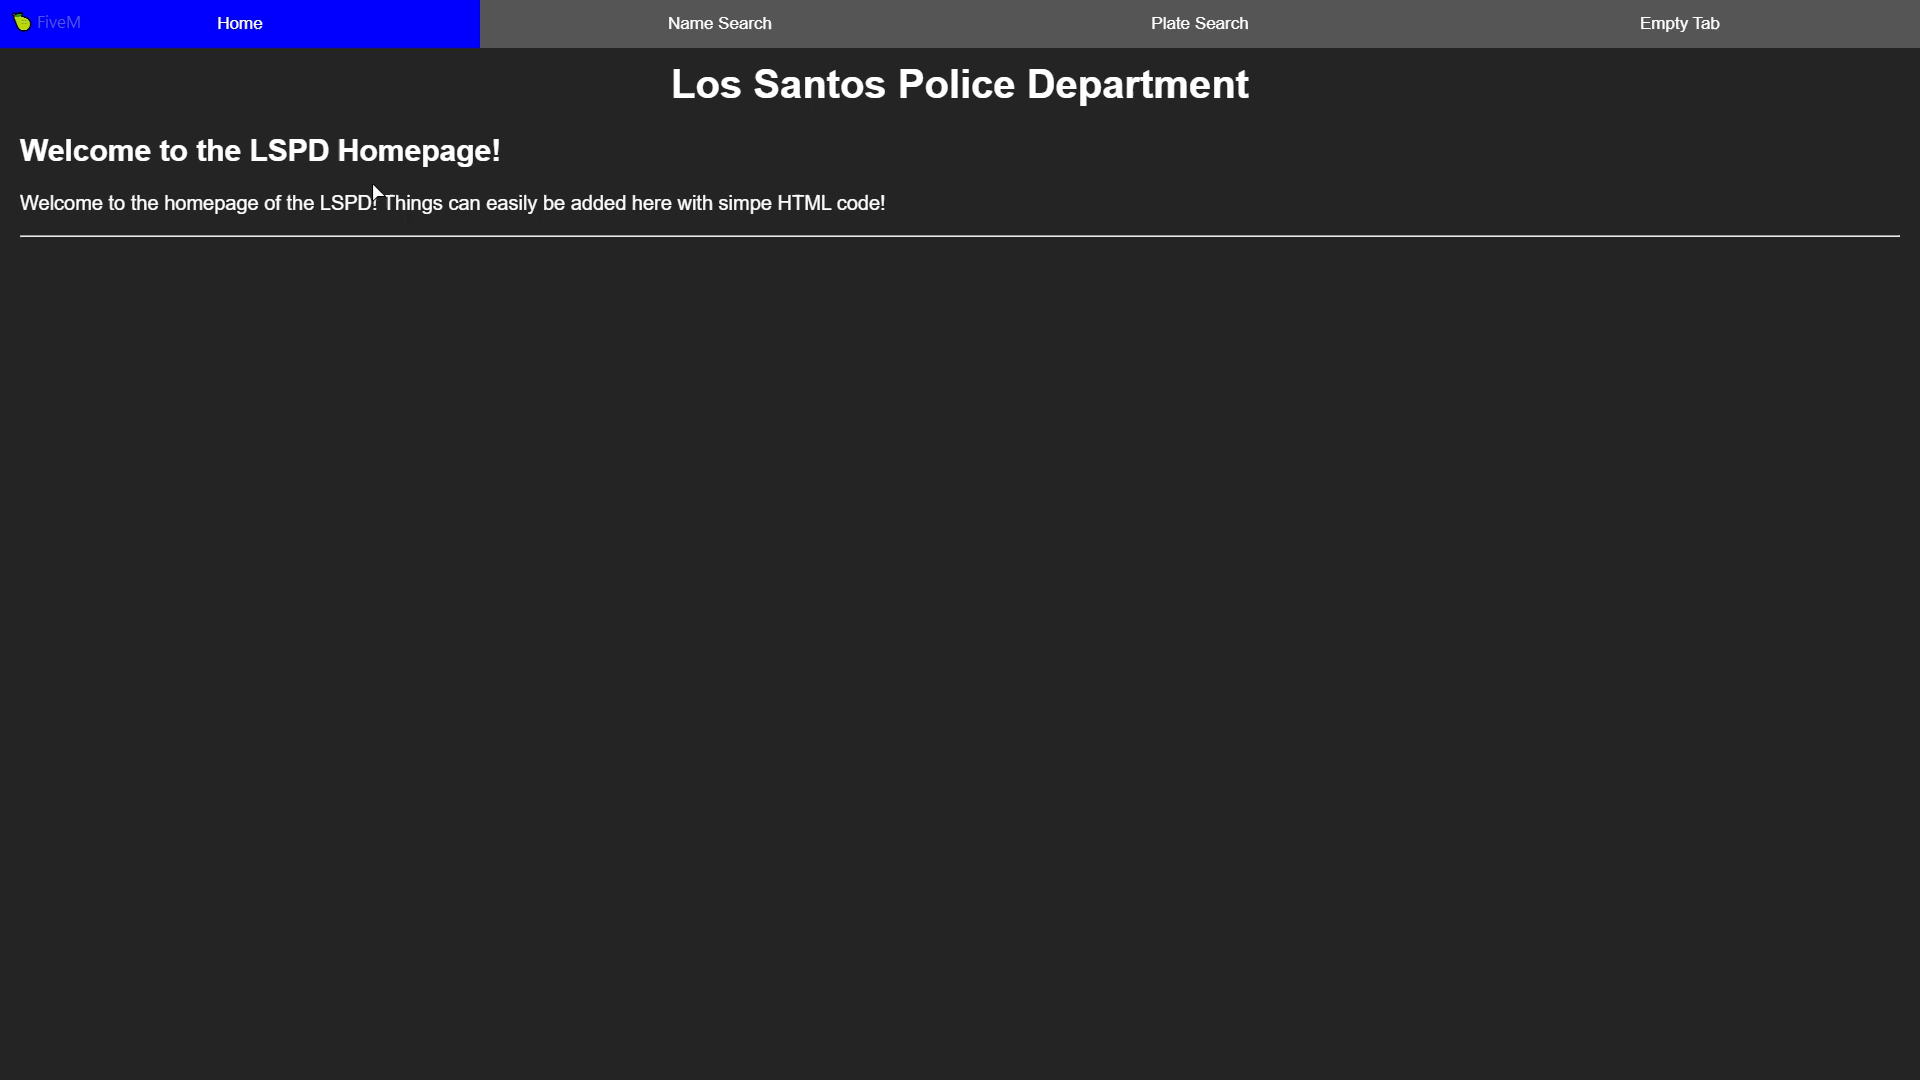 FiveM Home Name Search Plate Search Empty Tab
Los Santos Police Department
Welcome to the LSPD Homepage!
Welcome to the homepage of the LSPD! Things can easily be added here with simpe HTML code!